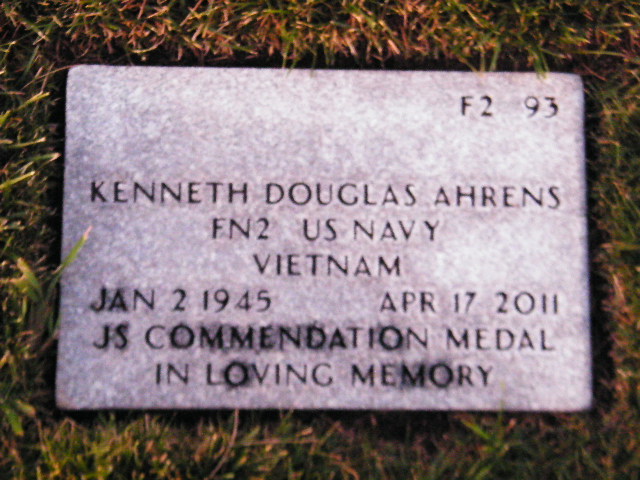 F2 93
KENNETH DOUGLAS AHRENS
FN2 US NAVY
VIETNAM
JAN 2 1945 APR 17 2011
JS COMMENDATION MEDAL
IN LOVING MEMORY